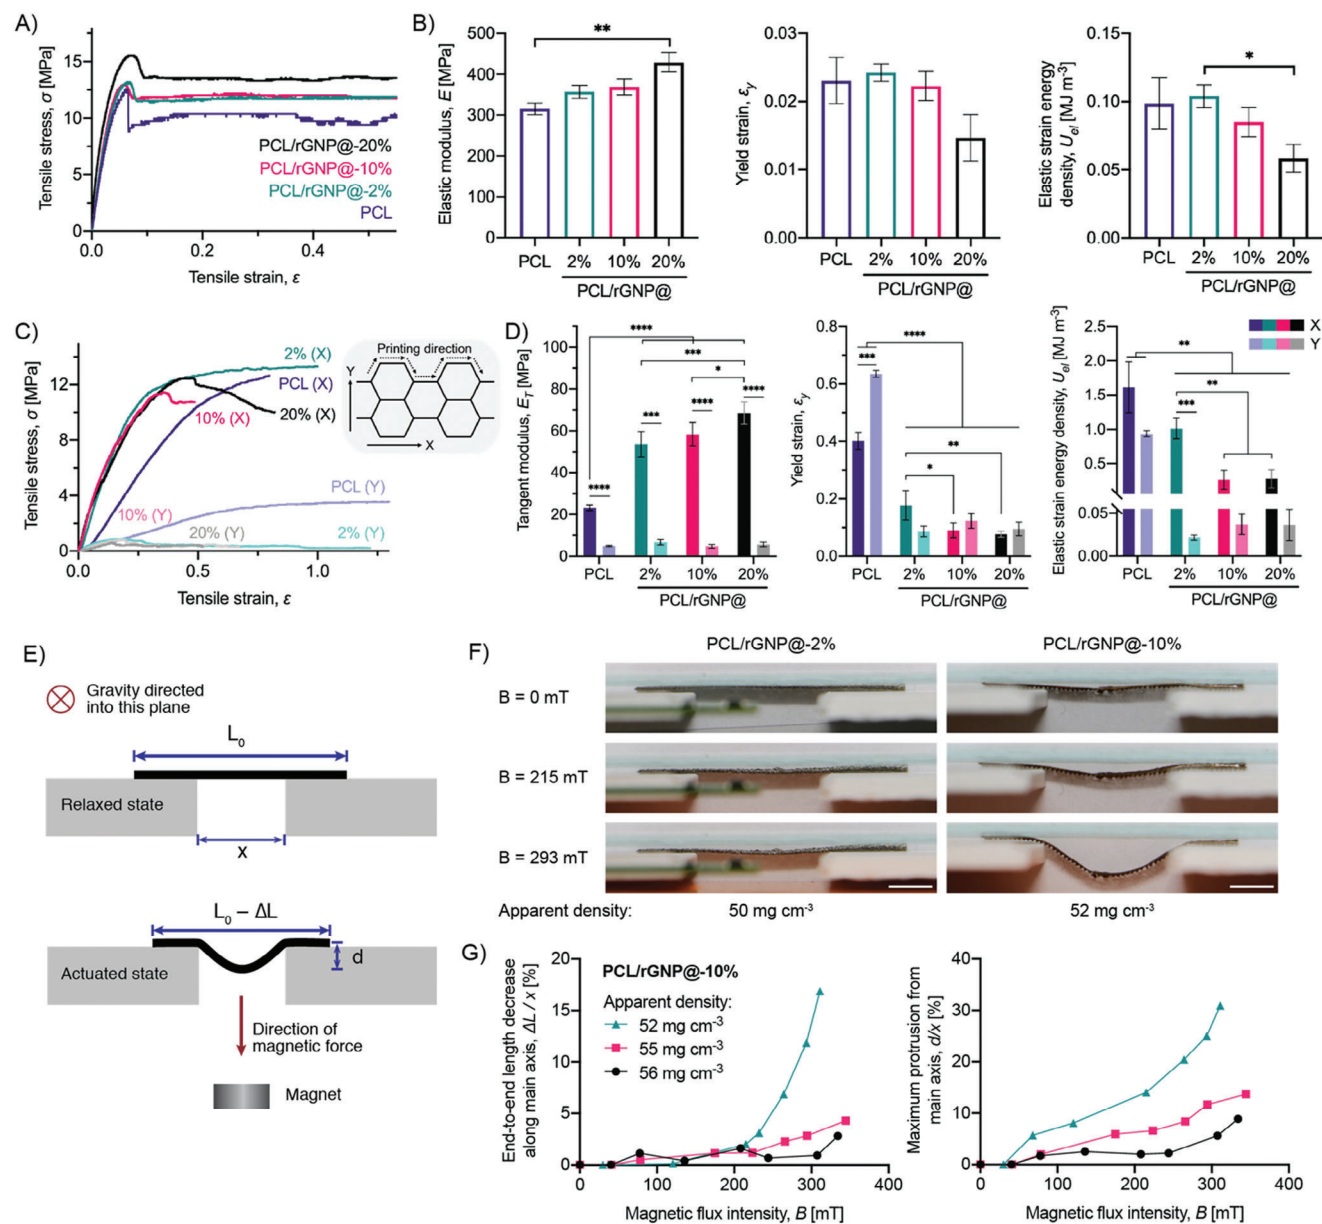 A)
Tensile stress, σ [MPa]
15
10
5
0
0.0
0.2
0.4
Tensile strain, ε
PCL/rGNP@-20%
PCL/rGNP@-10%
PCL/rGNP@-2%
PCL
B)
Elastic modulus, E [MPa]
500
400
300
200
100
0
**
PCL
2%
10%
20%
PCL/rGNP@
Yield strain, εy
0.03
0.02
0.01
0.00
PCL
2%
10%
20%
PCL/rGNP@
Elastic strain energy
density, Uel [MJ m-3]
0.15
0.10
0.05
0.00
*
PCL
2%
10%
20%
PCL/rGNP@
C)
Tensile stress, σ [MPa]
16
12
8
4
0
0.0
0.5
1.0
Tensile strain, ε
2% (X)
PCL (X)
10% (X)
20% (X)
PCL (Y)
10% (Y)
20% (Y)
2% (Y)
Printing direction
Y
X
D)
Tangent modulus, ET [MPa]
100
80
60
40
20
0
****
***
*
****
***
****
****
PCL
2%
10%
20%
PCL/rGNP@
Yield strain, εy
0.8
0.6
0.4
0.2
0.0
****
***
**
*
PCL
2%
10%
20%
PCL/rGNP@
Elastic strain energy density, Uel [MJ m-3]
2.5
2.0
1.5
1.0
0.5
0.05
0.00
**
**
***
X
Y
PCL
2%
10%
20%
PCL/rGNP@
E)
Gravity directed
into this plane
L0
Relaxed state
X
L0 – ΔL
d
Actuated state
Direction of
magnetic force
Magnet
F)
PCL/rGNP@-2%
PCL/rGNP@-10%
B = 0 mT
B = 215 mT
B = 293 mT
Apparent density:
50 mg cm-3
52 mg cm-3
G)
End-to-end length decrease
along main axis, ΔL / x [%]
20
15
10
5
0
PCL/rGNP@-10%
Apparent density:
52 mg cm-3
55 mg cm-3
56 mg cm-3
0
100
200
300
400
Magnetic flux intensity, B [mT]
Maximum protrusion from
main axis, d/x [%]
40
30
20
10
0
0
100
200
300
400
Magnetic flux intensity, B [mT]